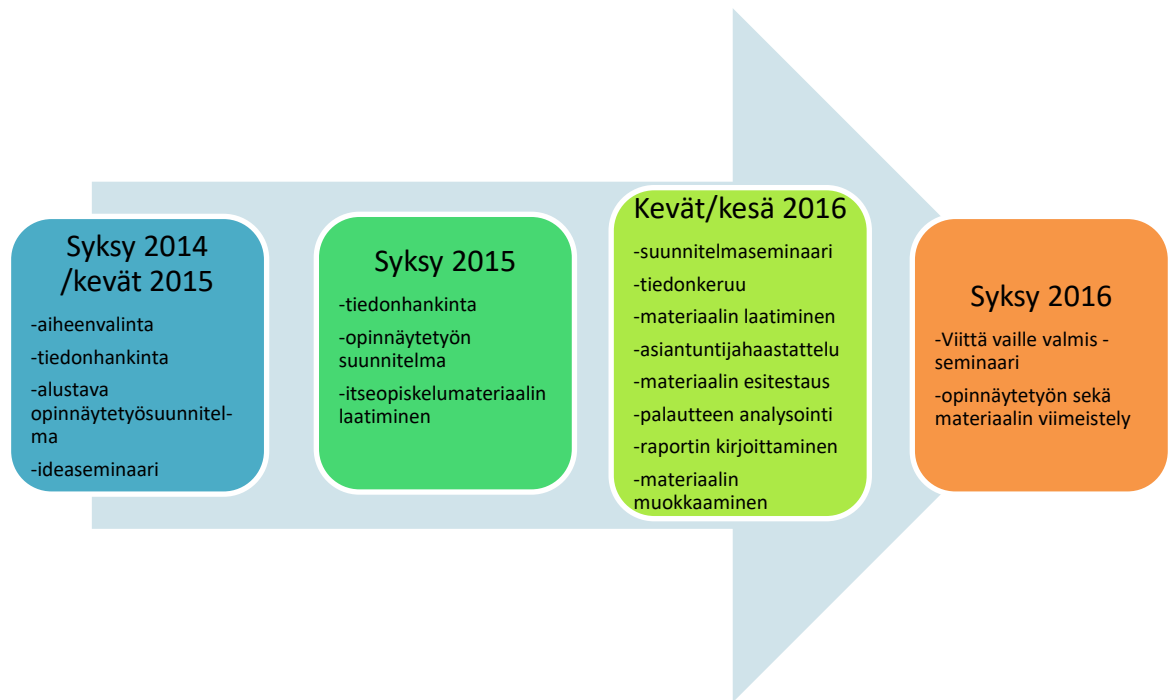 Syksy 2014
/kevät 2015
-aiheenvalinta
-tiedonhankinta
-alustava
opinnäytetyösuunnitel-
ma
-ideaseminaari
Syksy 2015
-tiedonhankinta
-opinnäytetyön
suunnitelma
-itseopiskelumateriaalin
laatiminen
Kevät/kesä 2016
-suunnitelmaseminaari
-tiedonkeruu
-materiaalin laatiminen
-asiantuntijahaastattelu
-materiaalin esitestaus
-palautteen analysointi
-raportin kirjoittaminen
-materiaalin
muokkaaminen
Syksy 2016
-Viittä vaille valmis -
seminaari
-opinnäytetyön sekä
materiaalin viimeistely